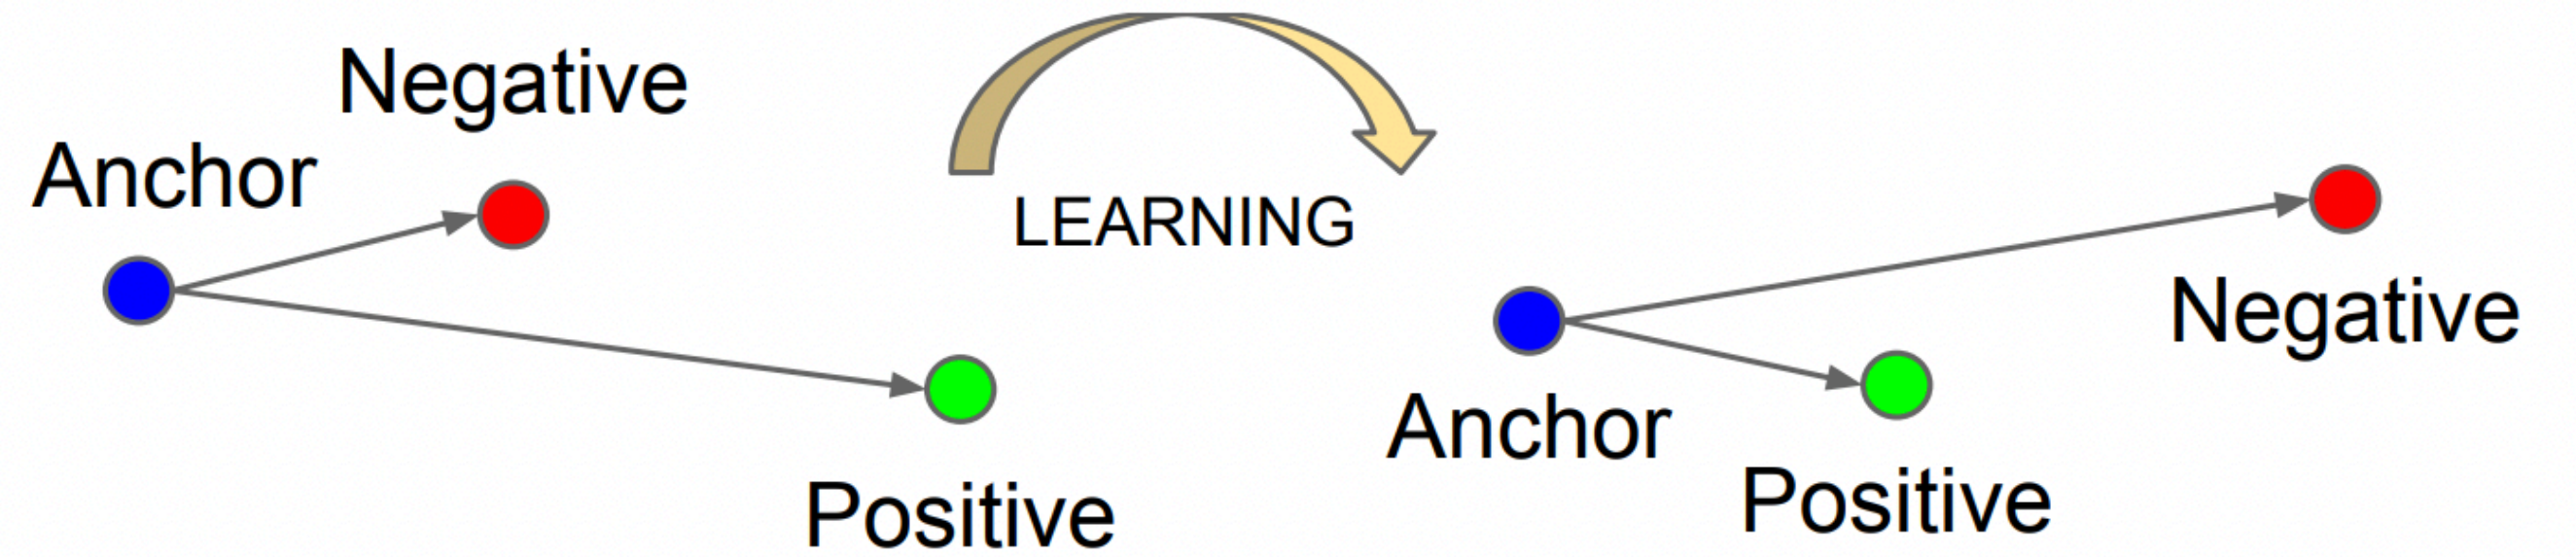 Negative
Anchor
Positive
LEARNING
Negative
Anchor
Positive